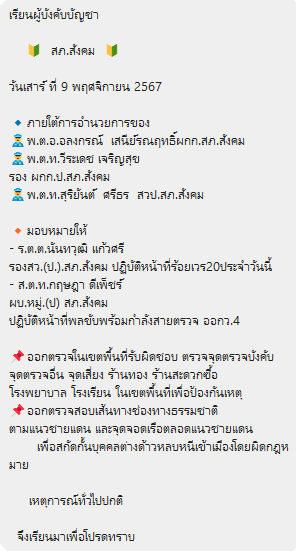 เรียนผู้บังคับบัญชา
🔰 สภ.สังคม 🔰
วันเสาร์ ที่ 9 พฤศจิกายน 2567
🔹ภายใต้การอำนวยการของ
👮พ.ต.อ.อลงกรณ์ เสนีย์รณฤทธิ์ผกก.สภ.สังคม
👮พ.ต.ท.วีระเดช เจริญสุข
รอง ผกก.ป.สภ.สังคม
👮พ.ต.ท.สุริยันต์ ศรีธร สวป.สภ.สังคม
🔸มอบหมายให้
- ร.ต.ต.นันทวุฒิ แก้วศรี
รองสว.(ป.).สภ.สังคม ปฏิบัติหน้าที่ร้อยเวร20ประจำวันนี้
- ส.ต.ท.กฤษฎา ดีเพ็ชร์
ผบ.หมู่.(ป) สภ.สังคม
ปฏิบัติหน้าที่พลขับพร้อมกำลังสายตรวจ ออกว.4
📌ออกตรวจในเขตพื้นที่รับผิดชอบ ตรวจจุดตรวจบังคับ
จุดตรวจอื่น จุดเสี่ยง ร้านทอง ร้านสะดวกซื้อ
โรงพยาบาล โรงเรียน ในเขตพื้นที่เพื่อป้องกันเหตุ
📌ออกตรวจสอบเส้นทางช่องทางธรรมชาติ
ตามแนวชายแดน และจุดจอดเรือตลอดแนวชายแดน
เพื่อสกัดกั้นบุคคลต่างด้าวหลบหนีเข้าเมืองโดยผิดกฎห
มาย
เหตุการณ์ทั่วไปปกติ
จึงเรียนมาเพื่อโปรดทราบ